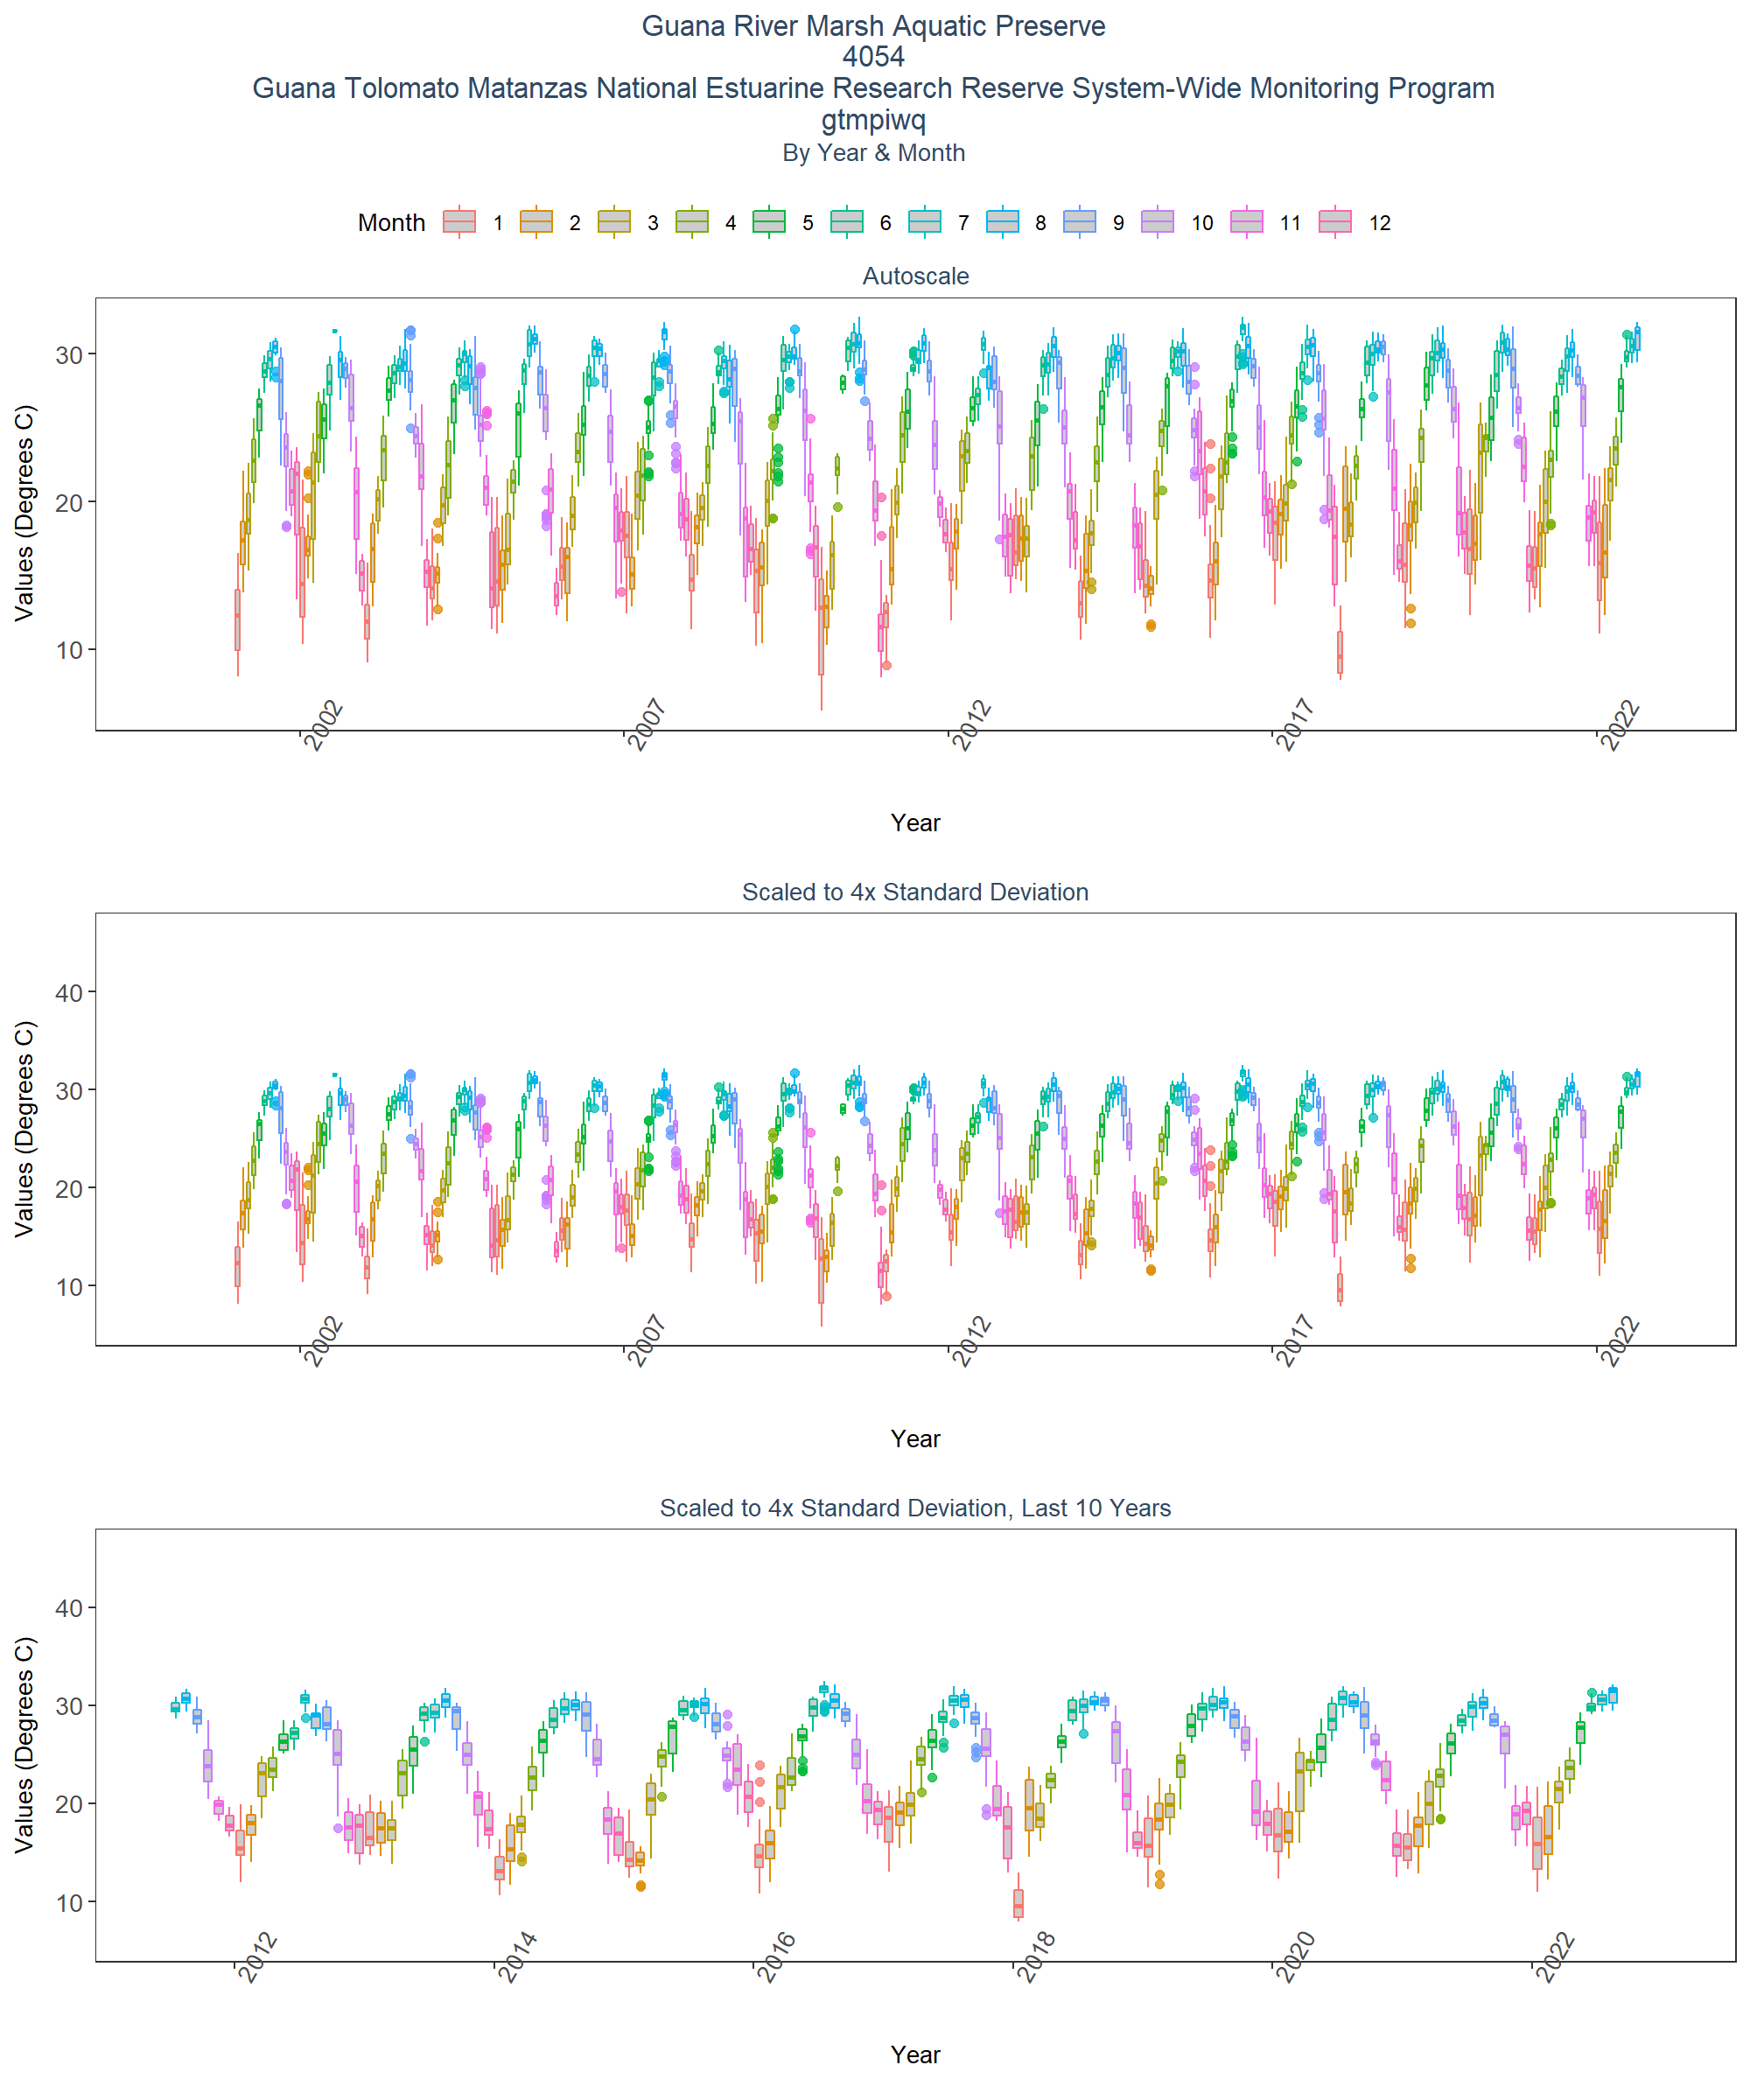 Guana River Marsh Aquatic Preserve
4054
Guana Tolomato Matanzas National Estuarine Research Reserve System-Wide Monitoring Program
gtmpiwq
By Year & Month
Month 1 2 3 4 5 6 7 8 9 10 11 12
Autoscale
Values (Degrees C)
30
20
10
2002 2007 2012 2017 2022
Year
Scaled to 4x Standard Deviation
Values (Degrees C)
40
30
20
10
2002 2007 2012 2017 2022
Year
Scaled to 4x Standard Deviation, Last 10 Years
Values (Degrees C)
40
30
20
10
2012 2014 2016 2018 2020 2022
Year